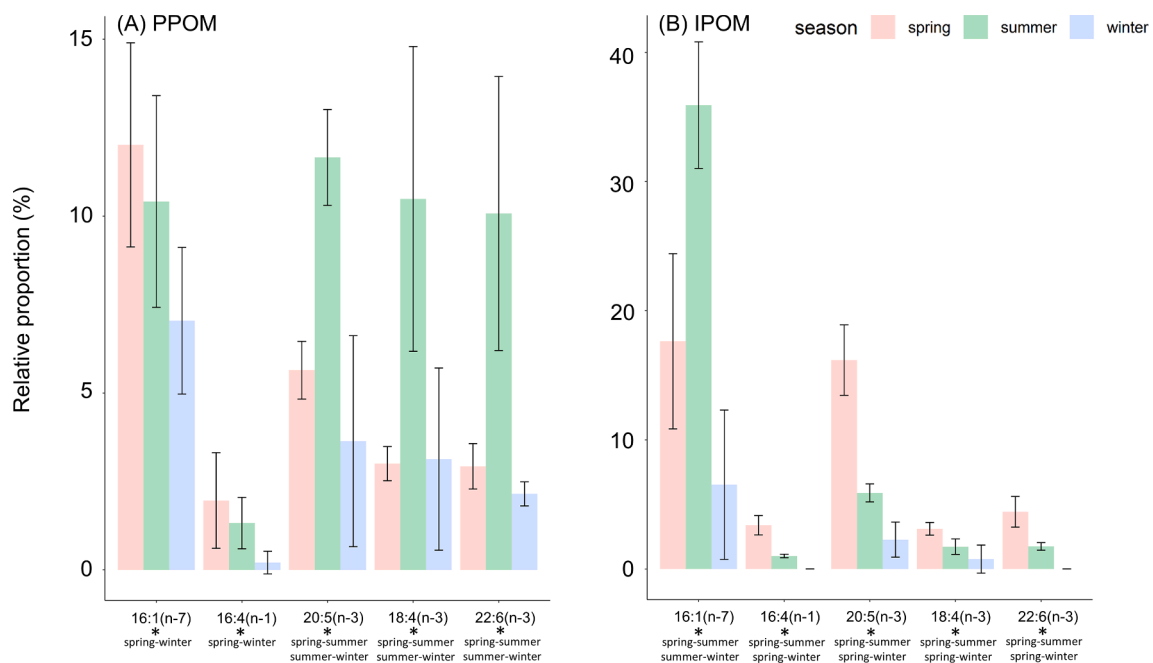 (A) PPOM
(B) IPOM
season spring summer winter
Relative proportion (%)
15
10
5
0
40
30
20
10
0
16:1(n-7) 16:4(n-1) 20:5(n-3) 18:4(n-3) 22:6(n-3)
* * * * *
spring-winter spring-winter spring-summer spring-summer spring-summer
summer-winter summer-winter summer-winter
16:1(n-7) 16:4(n-1) 20:5(n-3) 18:4(n-3) 22:6(n-3)
* * * * *
spring-summer spring-summer spring-summer spring-summer spring-summer
summer-winter spring-winter spring-winter spring-winter spring-winter